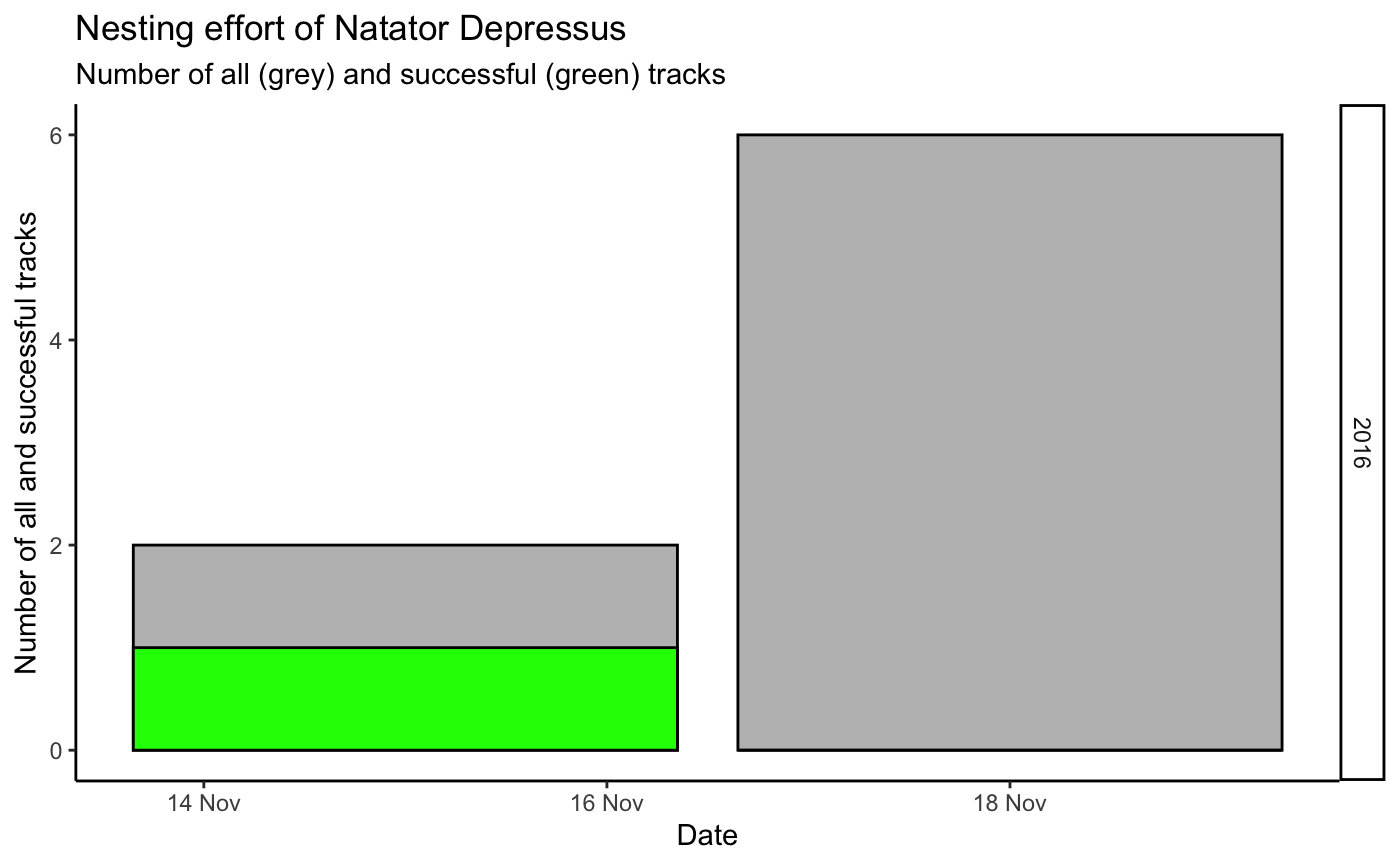 Nesting effort of Natator Depressus
Number of all (grey) and successful (green) tracks
Number of all and successful tracks
6
4
2
0
14 Nov
16 Nov
18 Nov
Date
2016